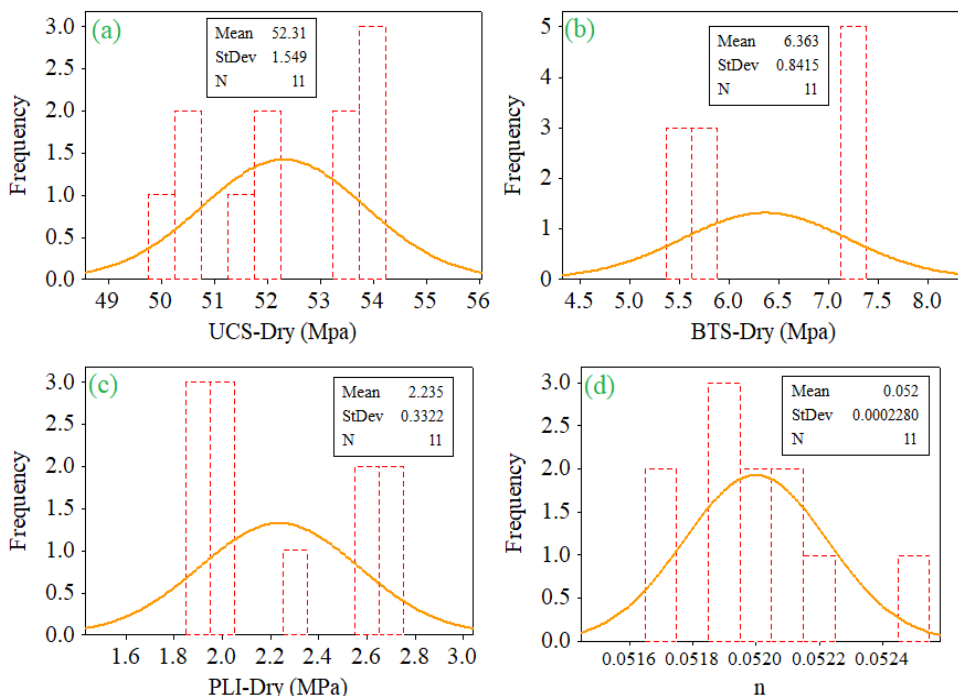 (a)
Mean 52.31
StDev 1.549
N 11
Frequency
3.0
2.5
2.0
1.5
1.0
0.5
0.0
49 50 51 52 53 54 55 56
UCS-Dry (Mpa)
(b)
Mean 6.363
StDev 0.8415
N 11
Frequency
5
4
3
2
1
0
4.5 5.0 5.5 6.0 6.5 7.0 7.5 8.0
BTS-Dry (Mpa)
(c)
Mean 2.235
StDev 0.3322
N 11
Frequency
3.0
2.5
2.0
1.5
1.0
0.5
0.0
1.6 1.8 2.0 2.2 2.4 2.6 2.8 3.0
PLI-Dry (MPa)
(d)
Mean 0.052
StDev 0.0002280
N 11
Frequency
3.0
2.5
2.0
1.5
1.0
0.5
0.0
0.0516 0.0518 0.0520 0.0522 0.0524
n